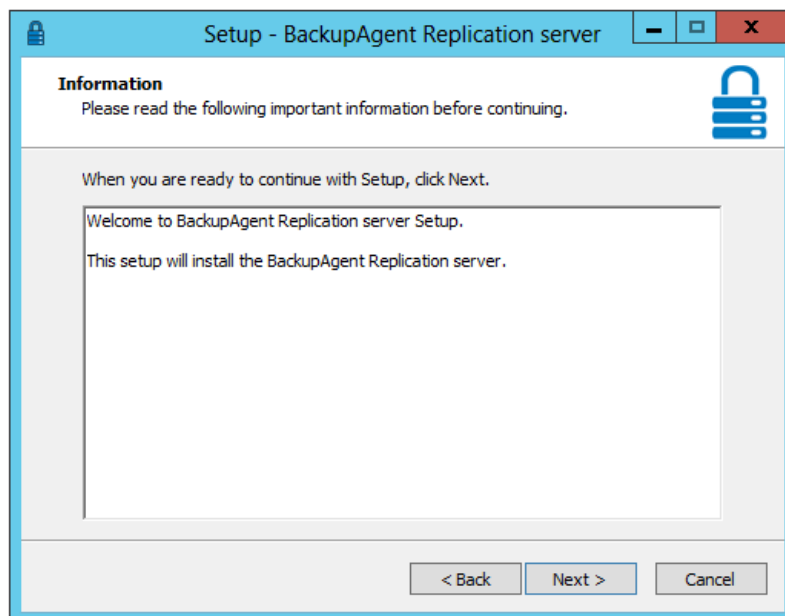 Setup - BackupAgent Replication server
Information
Please read the following important information before continuing.
When you are ready to continue with Setup, click Next.
Welcome to BackupAgent Replication server Setup.
This setup will install the BackupAgent Replication server.
< Back
Next >
Cancel